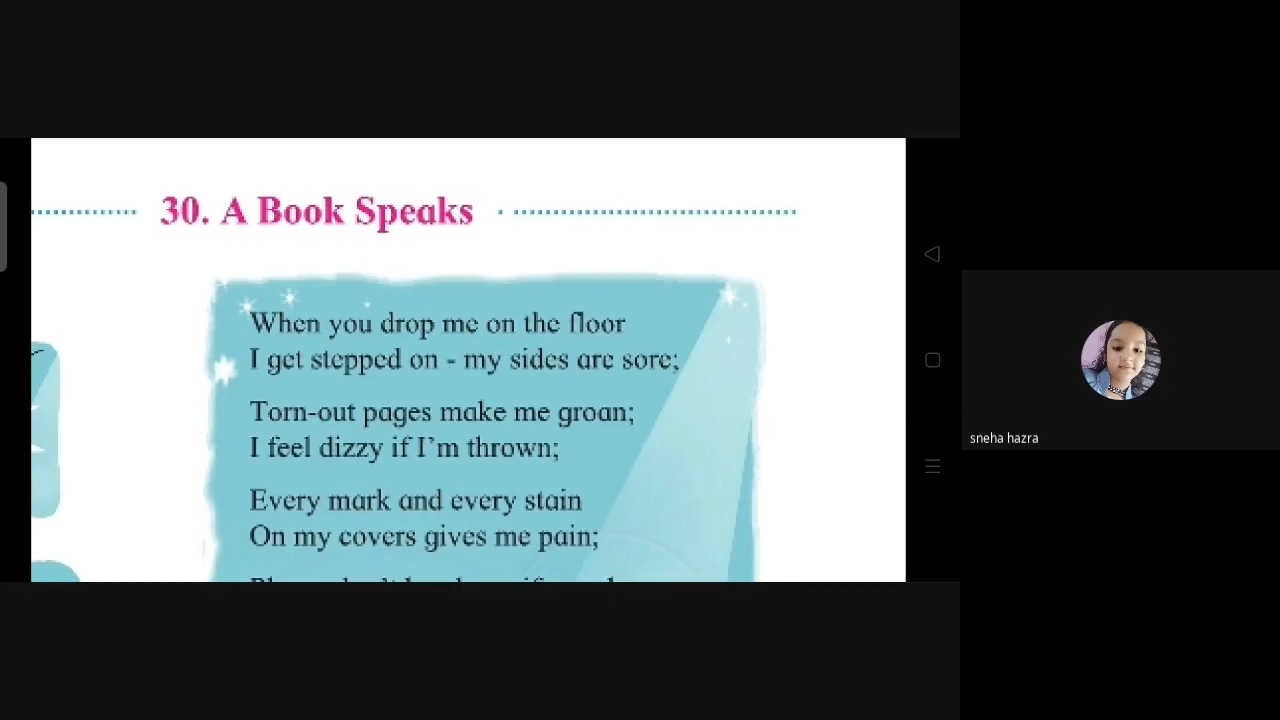 30. A Book Speaks
When you drop me on the floor
I get stepped on - my sides are sore;
Torn-out pages make me groan;
I feel dizzy if I'm thrown;
Every mark and every stain
On my covers gives me pain;
sneha hazra